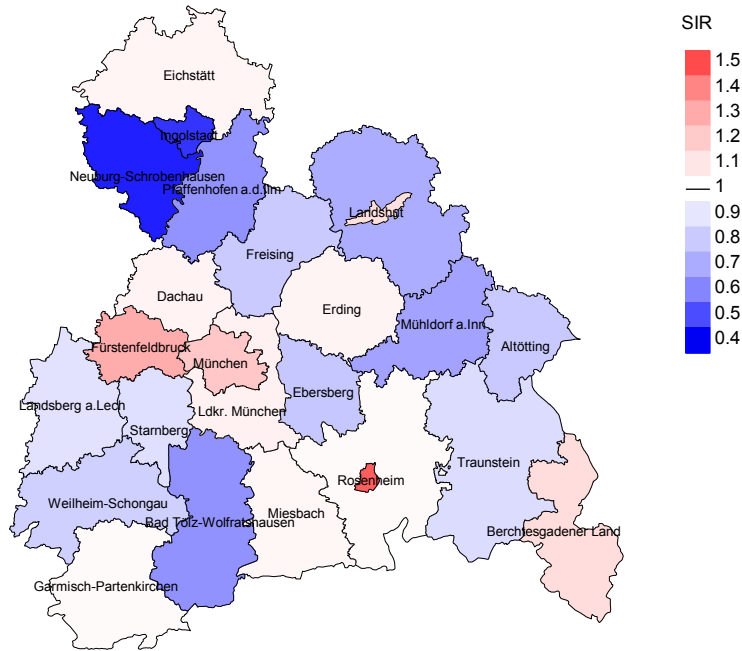 SIR
1.5
1.4
1.3
1.2
1.1
1
0.9
0.8
0.7
0.6
0.5
0.4
Eichstätt
Ingolstadt
Neuburg-Schrobenhausen
Pfaffenhofen a.d.Ilm
Landshut
Freising
Dachau
Erding
Mühldorf a.Inn
Fürstenfeldbruck
Altötting
München
Ebersberg
Landsberg a.Lech
Ldkr. München
Starnberg
Traunstein
Rosenheim
Weilheim-Schongau
Miesbach
Bad Tölz-Wolfratshausen
Berchtesgadener Land
Garmisch-Partenkirchen